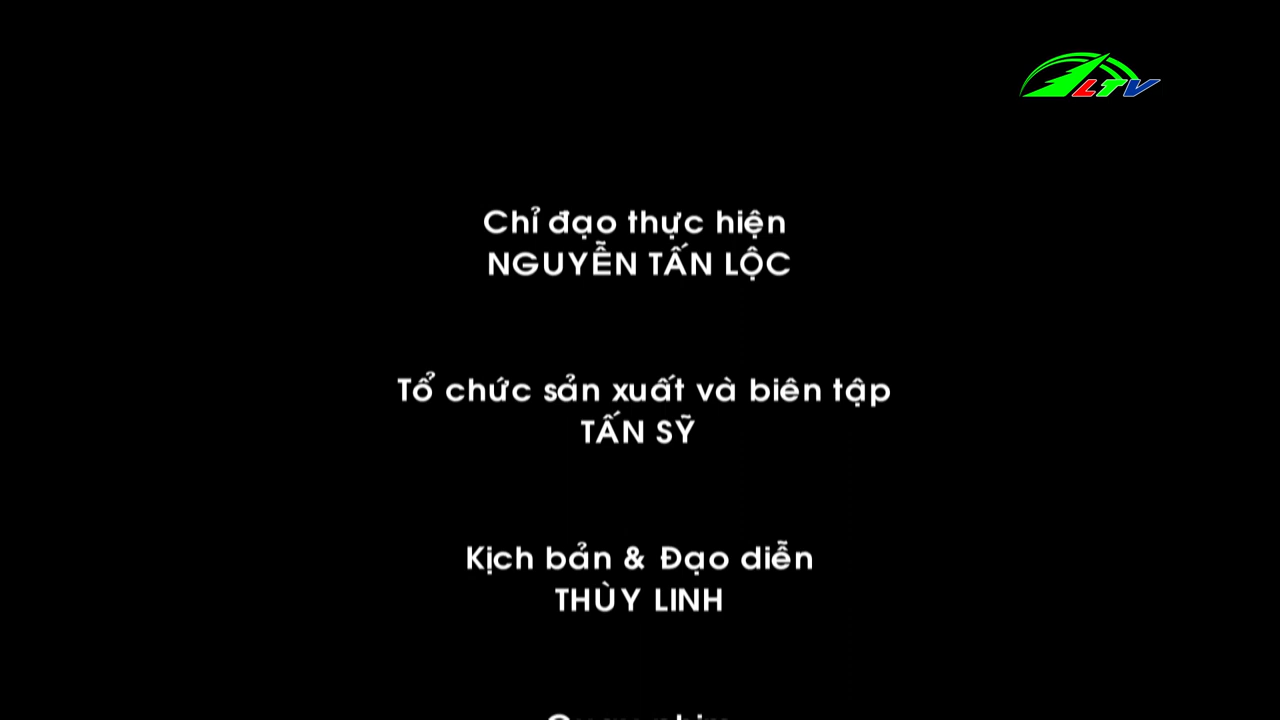 LTV
Chỉ đạo thực hiện
NGUYỄN TẤN LỘC
Tổ chức sản xuất và biên tập
TẤN SỸ
Kịch bản & Đạo diễn
THÙY LINH